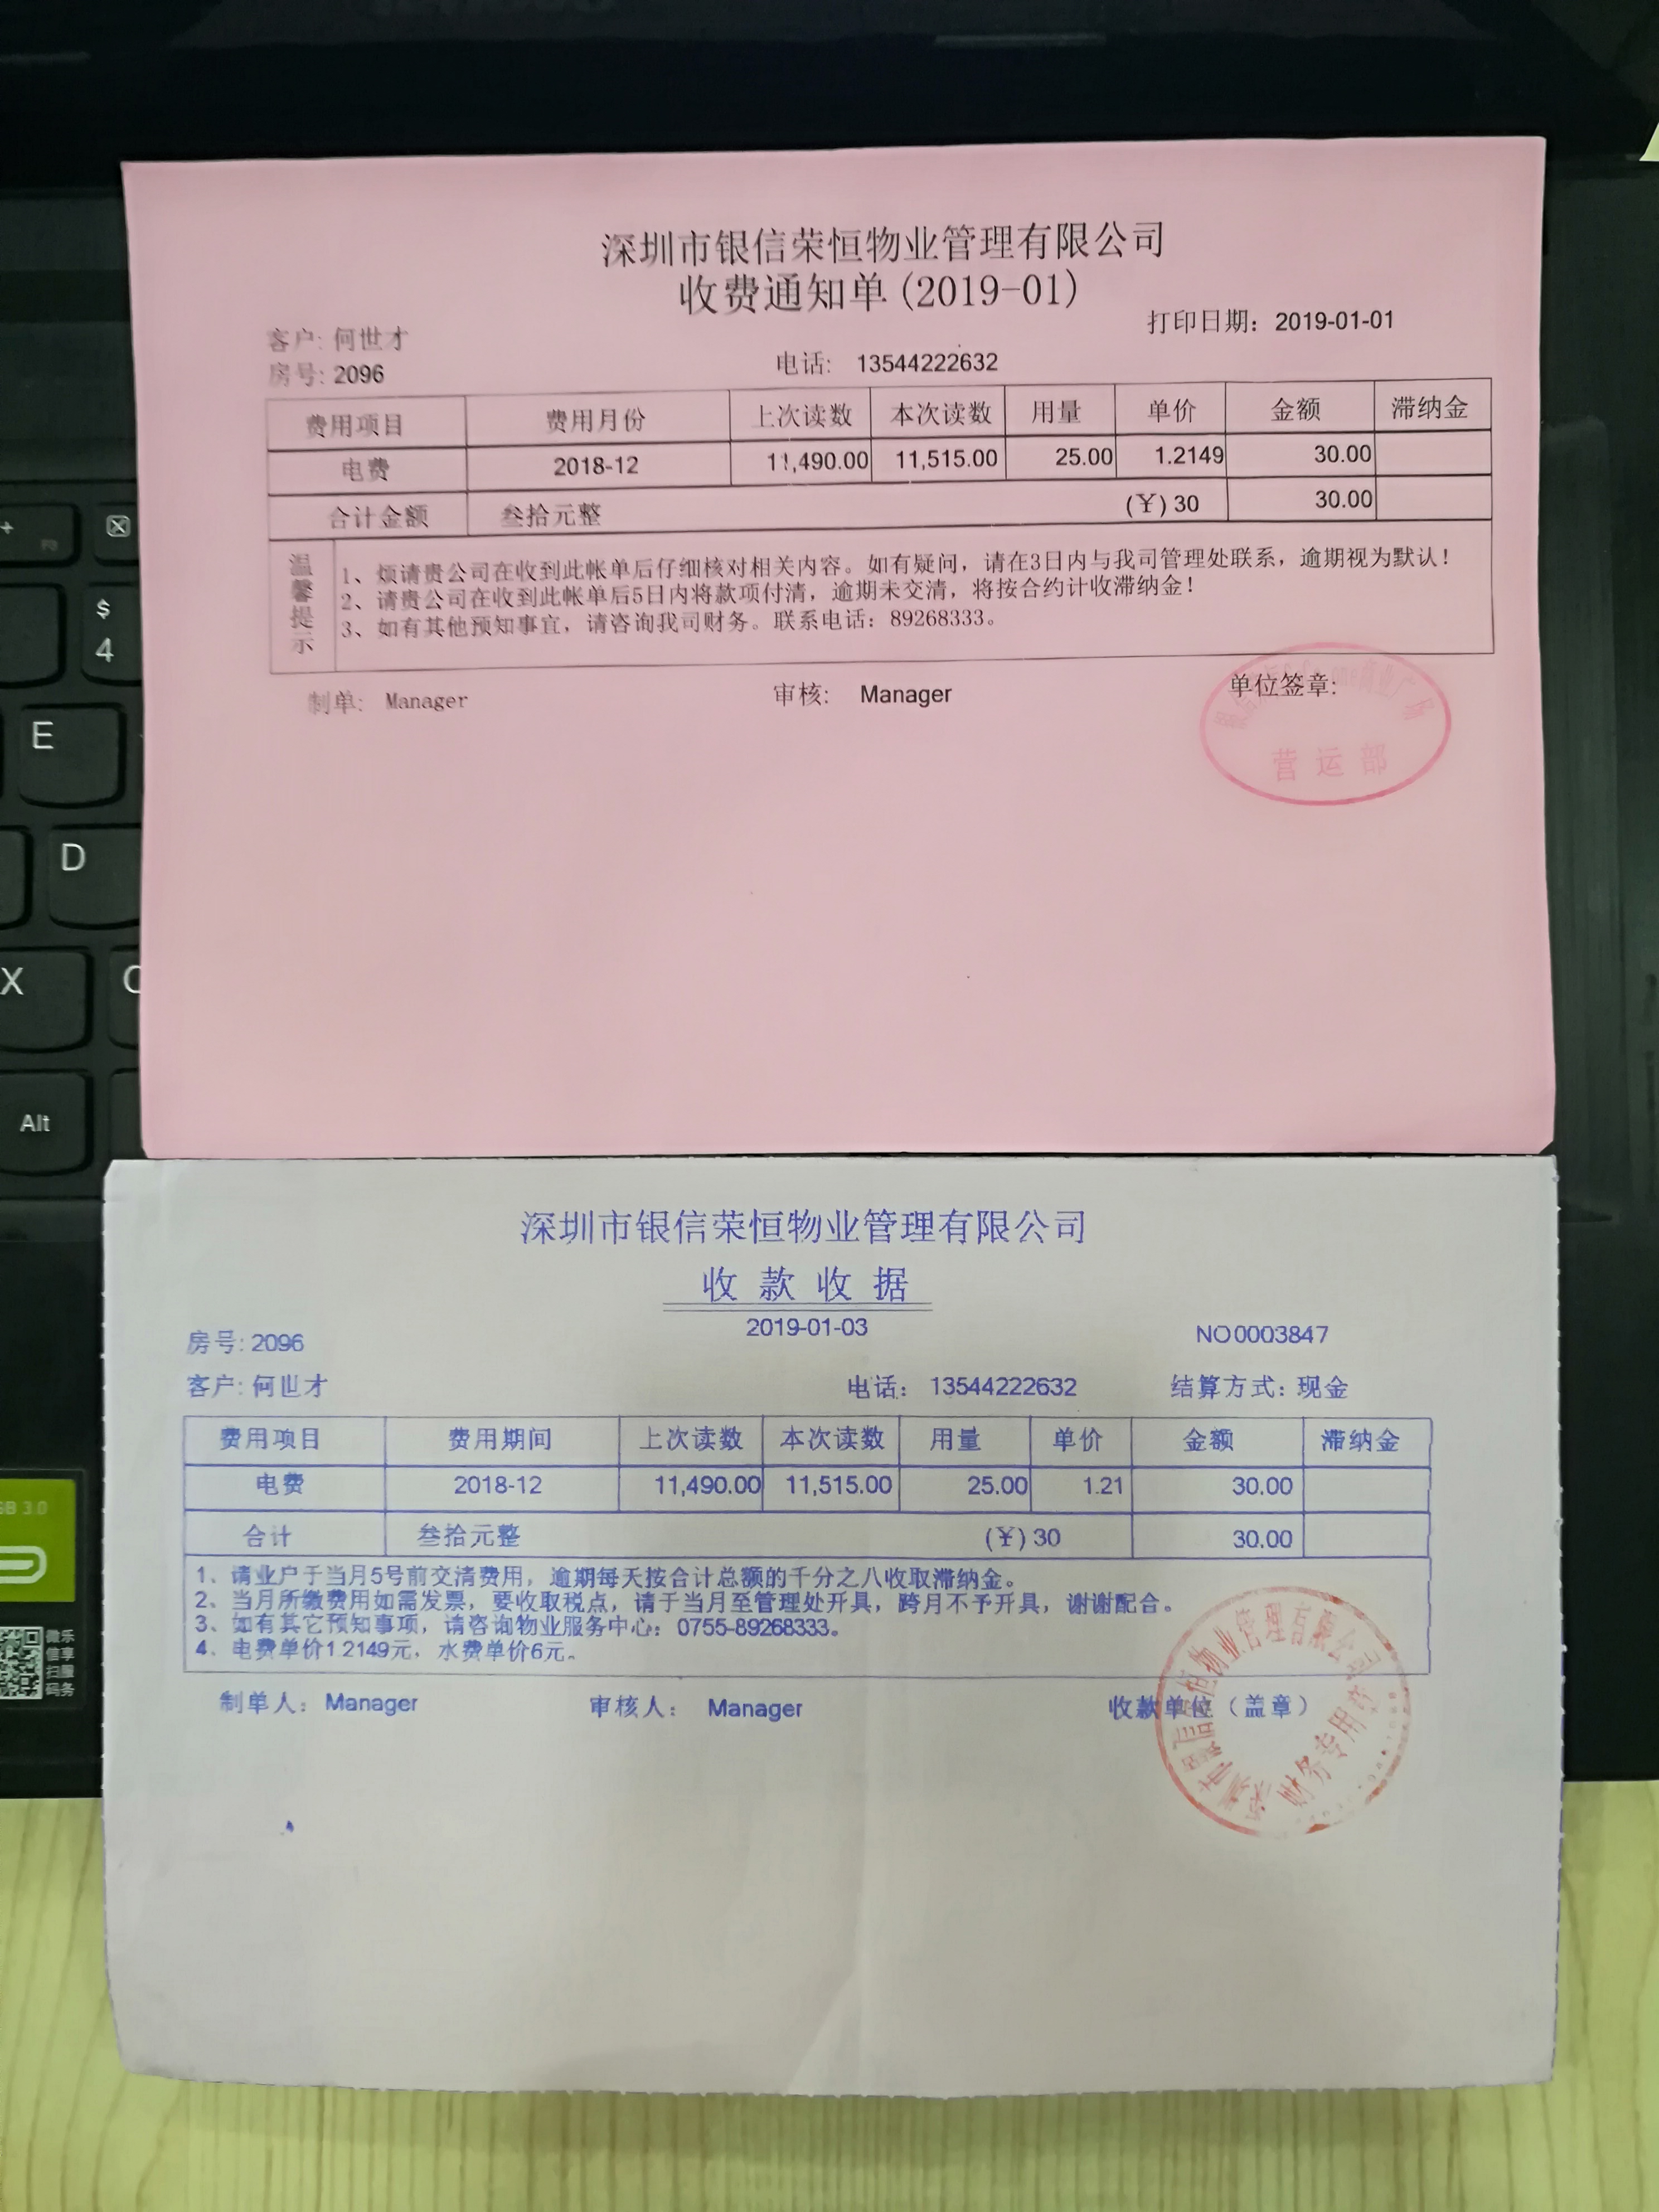 深圳市银信荣恒物业管理有限公司
收费通知单(2019-01)
打印日期：2019-01-01
客户: 何世才
房号: 2096
电话: 13544222632
费用项目 费用月份 上次读数 本次读数 用量 单价 金额 滞纳金
电费 2018-12 11,490.00 11,515.00 25.00 1.2149 30.00
合计金额 叁拾元整 (￥)30 30.00
温馨提示
1、烦请贵公司在收到此帐单后仔细核对相关内容。如有疑问，请在3日内与我司管理处联系，逾期视为默认！
2、请贵公司在收到此帐单后5日内将款项付清，逾期未交清，将按合约计收滞纳金！
3、如有其他预知事宜，请咨询我司财务。联系电话：89268333。
制单: Manager 审核: Manager 单位签章:
营运部
深圳市银信荣恒物业管理有限公司
收款收据
2019-01-03
房号: 2096 NO0003847
客户: 何世才 电话：13544222632 结算方式：现金
费用项目 费用期间 上次读数 本次读数 用量 单价 金额 滞纳金
电费 2018-12 11,490.00 11,515.00 25.00 1.21 30.00
合计 叁拾元整 (￥)30 30.00
1、请业户于当月5号前交清费用，逾期每天按合计总额的千分之八收取滞纳金。
2、当月所缴费用如需发票，要收取税点，请于当月至管理处开具，跨月不予开具，谢谢配合。
3、如有其它预知事项，请咨询物业服务中心：0755-89268333。
4、电费单价1.2149元，水费单价6元。
制单人：Manager 审核人：Manager 收款单位（盖章）
深圳市银信荣恒物业管理有限公司
财务专用章
$
4
E
D
X
C
Alt
微乐
信享
扫服
码务